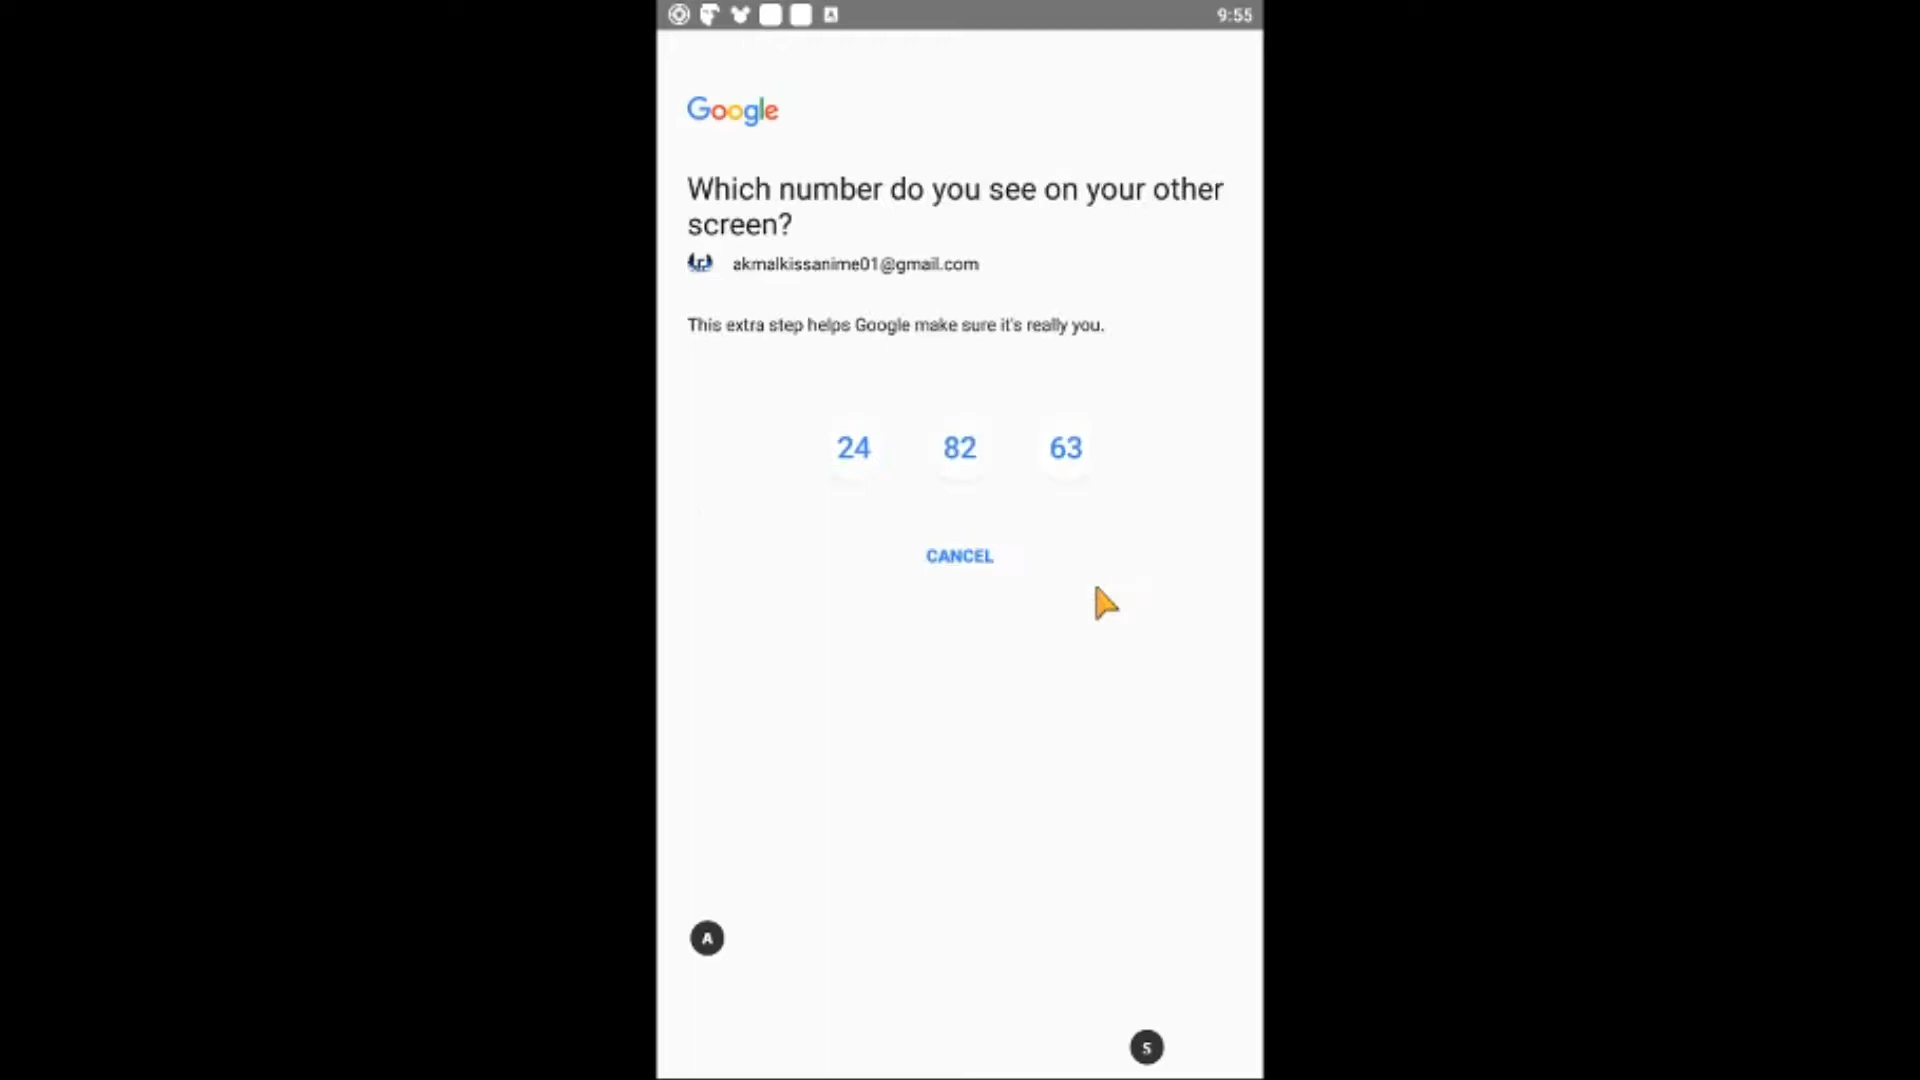 9:55
Google
Which number do you see on your other
screen?
akmalkissanime01@gmail.com
This extra step helps Google make sure it's really you.
24 82 63
CANCEL
A
S